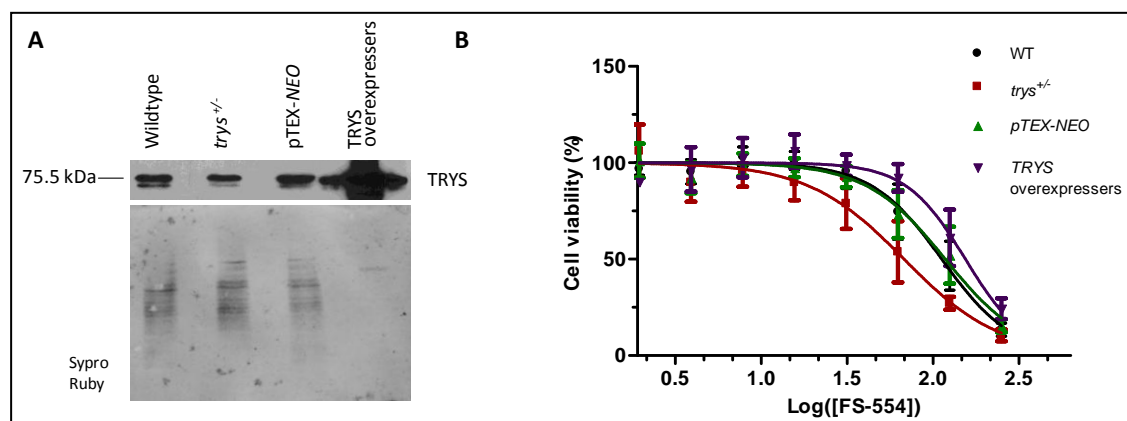 A
Wildtype
trys+/-
pTEX-NEO
TRYS
overexpressers
75.5 kDa
TRYS
Sypro
Ruby
B
WT
trys+/-
pTEX-NEO
TRYS
overexpressers
Cell viability (%)
150
100
50
0
0.5 1.0 1.5 2.0 2.5
Log([FS-554])